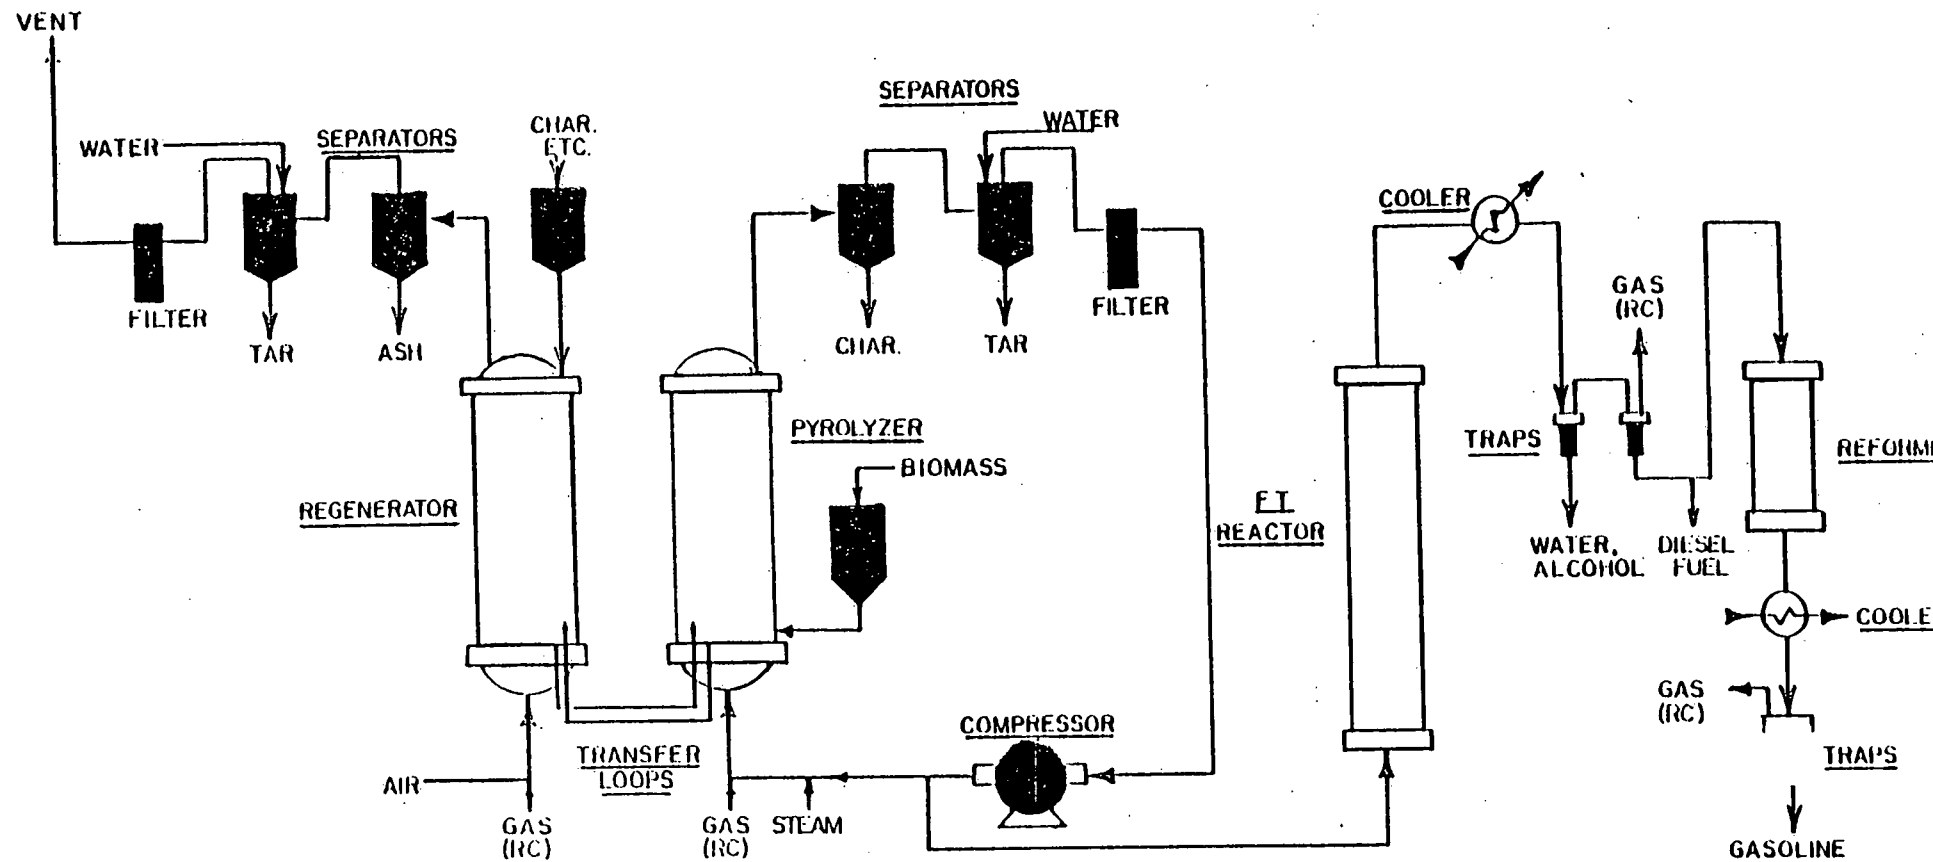 VENT
SEPARATORS
WATER
CHAR.
ETC.
WATER
SEPARATORS
COOLER
GAS
(RC)
FILTER
TAR
ASH
CHAR.
TAR
FILTER
PYROLYZER
BIOMASS
TRAPS
REFORME
REGENERATOR
F.T.
REACTOR
WATER,
ALCOHOL
DIESEL
FUEL
COOLE
GAS
(RC)
COMPRESSOR
TRANSFER
LOOPS
TRAPS
AIR
GAS
(RC)
GAS
(RC)
STEAM
GASOLINE